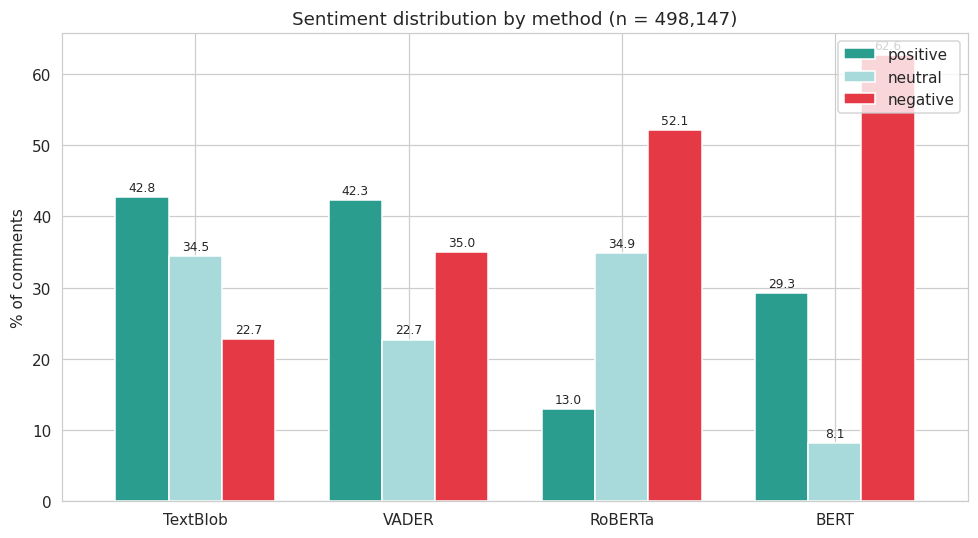 Sentiment distribution by method (n = 498,147)
% of comments
60
50
40
30
20
10
0
42.8
34.5
22.7
42.3
22.7
35.0
13.0
34.9
52.1
29.3
8.1
62.6
positive
neutral
negative
TextBlob
VADER
RoBERTa
BERT